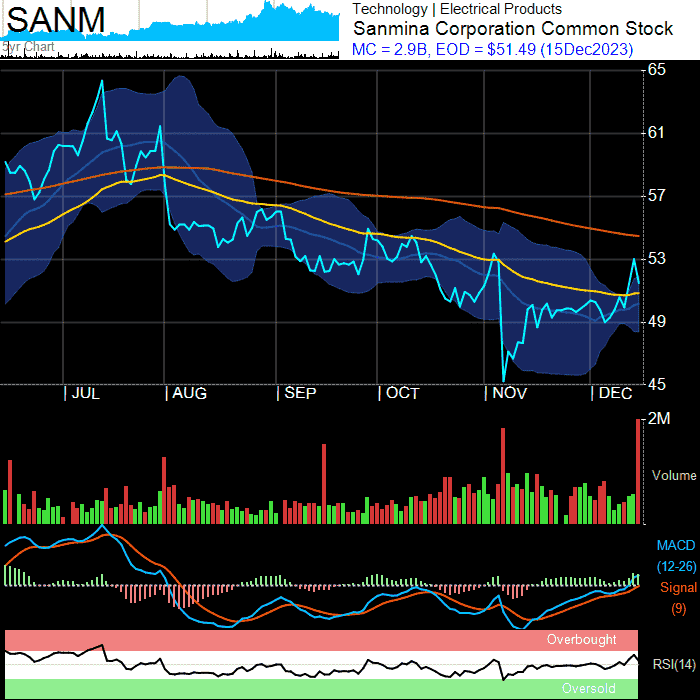 SANM
5yr Chart
Technology | Electrical Products
Sanmina Corporation Common Stock
MC = 2.9B, EOD = $51.49 (15Dec2023)
65
61
57
53
49
45
| JUL | AUG | SEP | OCT | NOV | DEC
2M
Volume
MACD
(12-26)
Signal
(9)
Overbought
RSI(14)
Oversold